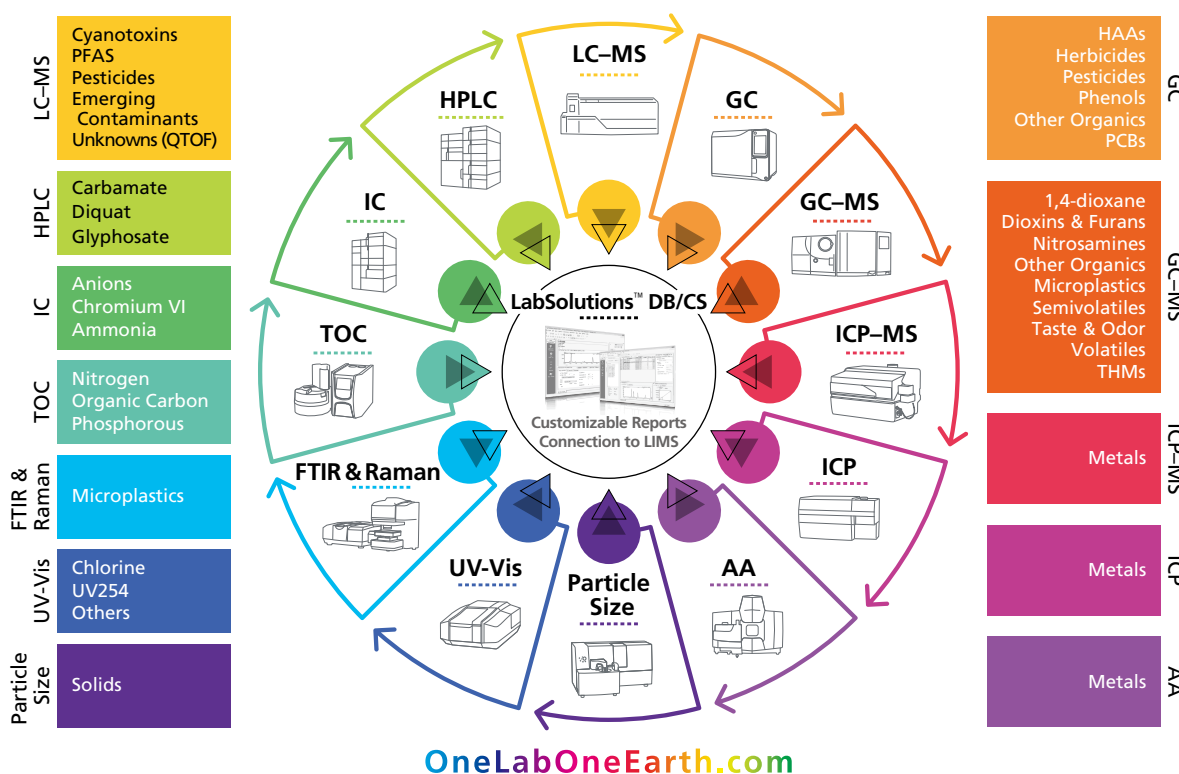 LC–MS
Cyanotoxins
PFAS
Pesticides
Emerging
Contaminants
Unknowns (QTOF)
HPLC
Carbamate
Diquat
Glyphosate
IC
Anions
Chromium VI
Ammonia
TOC
Nitrogen
Organic Carbon
Phosphorous
FTIR &
Raman
Microplastics
UV-Vis
Chlorine
UV254
Others
Particle
Size
Solids
LC–MS
HPLC
GC
IC
GC–MS
LabSolutions™ DB/CS
TOC
ICP–MS
Customizable Reports
Connection to LIMS
FTIR & Raman
ICP
UV-Vis
Particle
Size
AA
GC
HAAs
Herbicides
Pesticides
Phenols
Other Organics
PCBs
GC–MS
1,4-dioxane
Dioxins & Furans
Nitrosamines
Other Organics
Microplastics
Semivolatiles
Taste & Odor
Volatiles
THMs
ICP–MS
Metals
ICP
Metals
AA
Metals
OneLabOneEarth.com